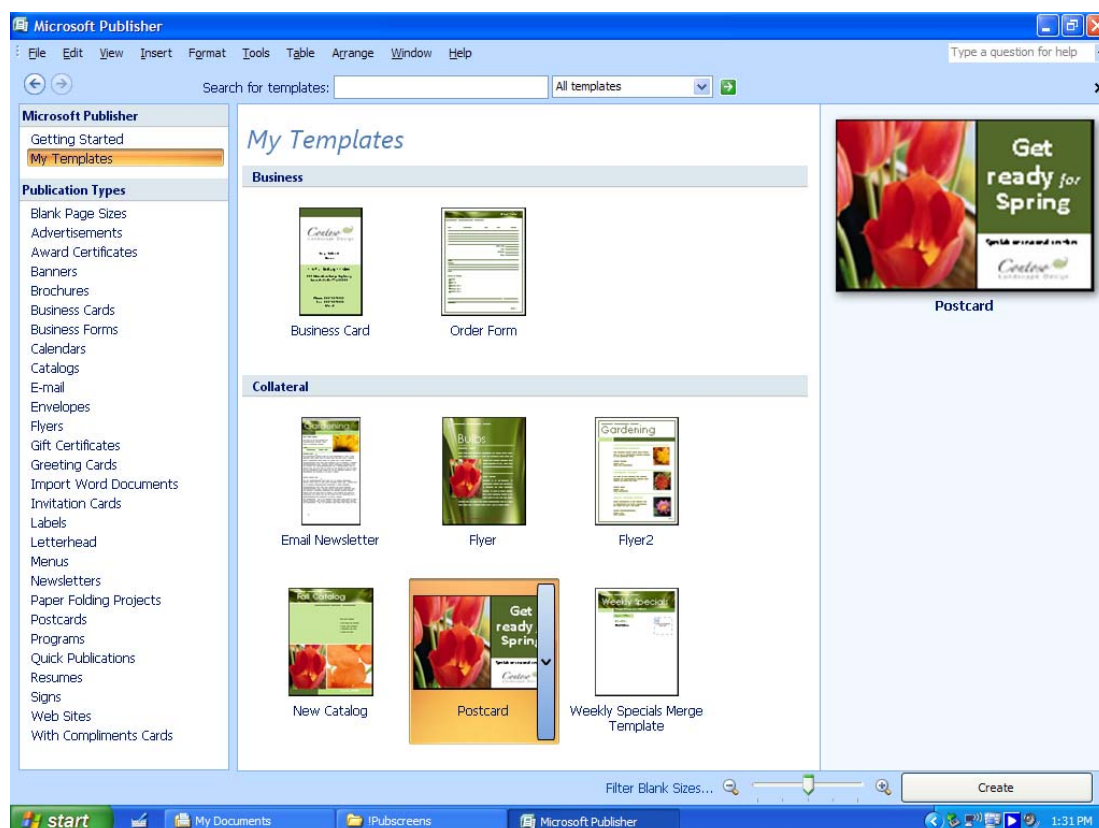 Microsoft Publisher
File Edit View Insert Format Tools Table Arrange Window Help
Type a question for help
Search for templates:
All templates
Microsoft Publisher
Getting Started
My Templates
Publication Types
Blank Page Sizes
Advertisements
Award Certificates
Banners
Brochures
Business Cards
Business Forms
Calendars
Catalogs
E-mail
Envelopes
Flyers
Gift Certificates
Greeting Cards
Import Word Documents
Invitation Cards
Labels
Letterhead
Menus
Newsletters
Paper Folding Projects
Postcards
Programs
Quick Publications
Resumes
Signs
Web Sites
With Compliments Cards
My Templates
Business
Contoso
Business Card
Order Form
Collateral
Gardening
Email Newsletter
Bulbs
Flyer
Gardening
Flyer2
Fall Catalog
New Catalog
Get
ready
Spring
Contoso
Postcard
Weekly Specials
Weekly Specials Merge
Template
Get
ready for
Spring
Contoso
Landscape Design
Postcard
Filter Blank Sizes...
Create
start
My Documents
!Pubscreens
Microsoft Publisher
1:31 PM